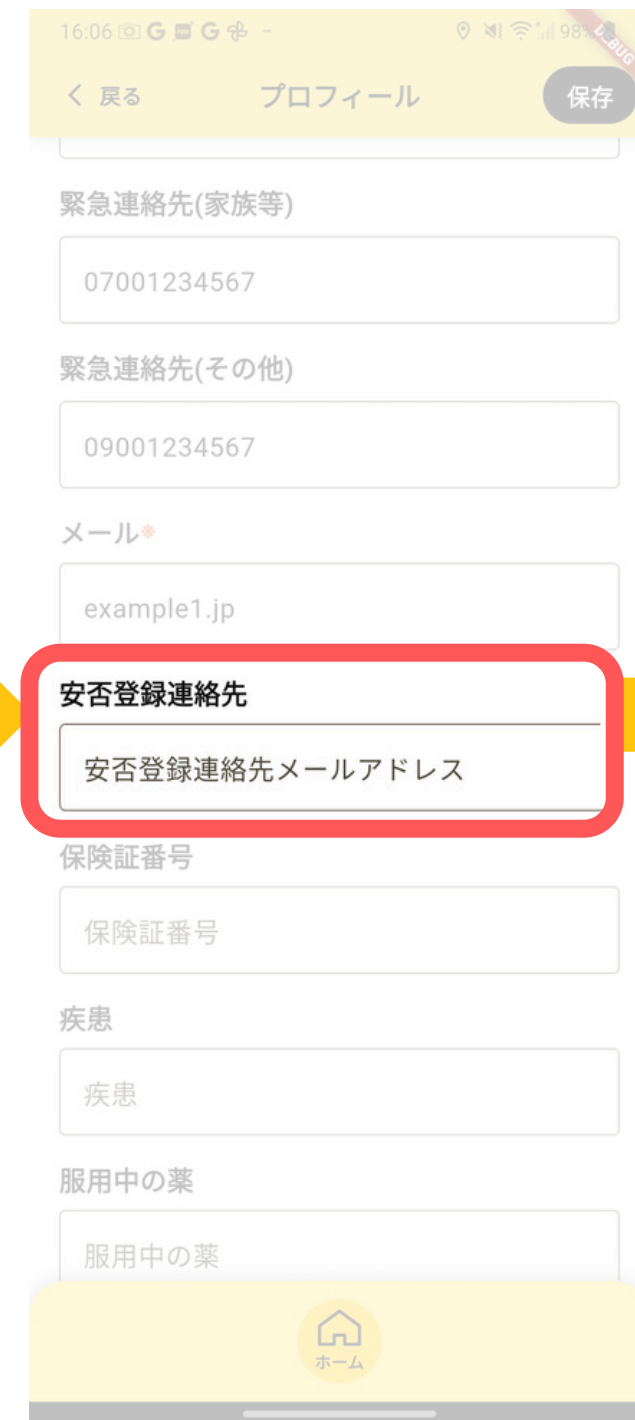 16:06 G G -
98%
DEBUG
戻る
プロフィール
保存
緊急連絡先(家族等)
07001234567
緊急連絡先(その他)
09001234567
メール※
example1.jp
安否登録連絡先
安否登録連絡先メールアドレス
保険証番号
保険証番号
疾患
疾患
服用中の薬
服用中の薬
ホーム